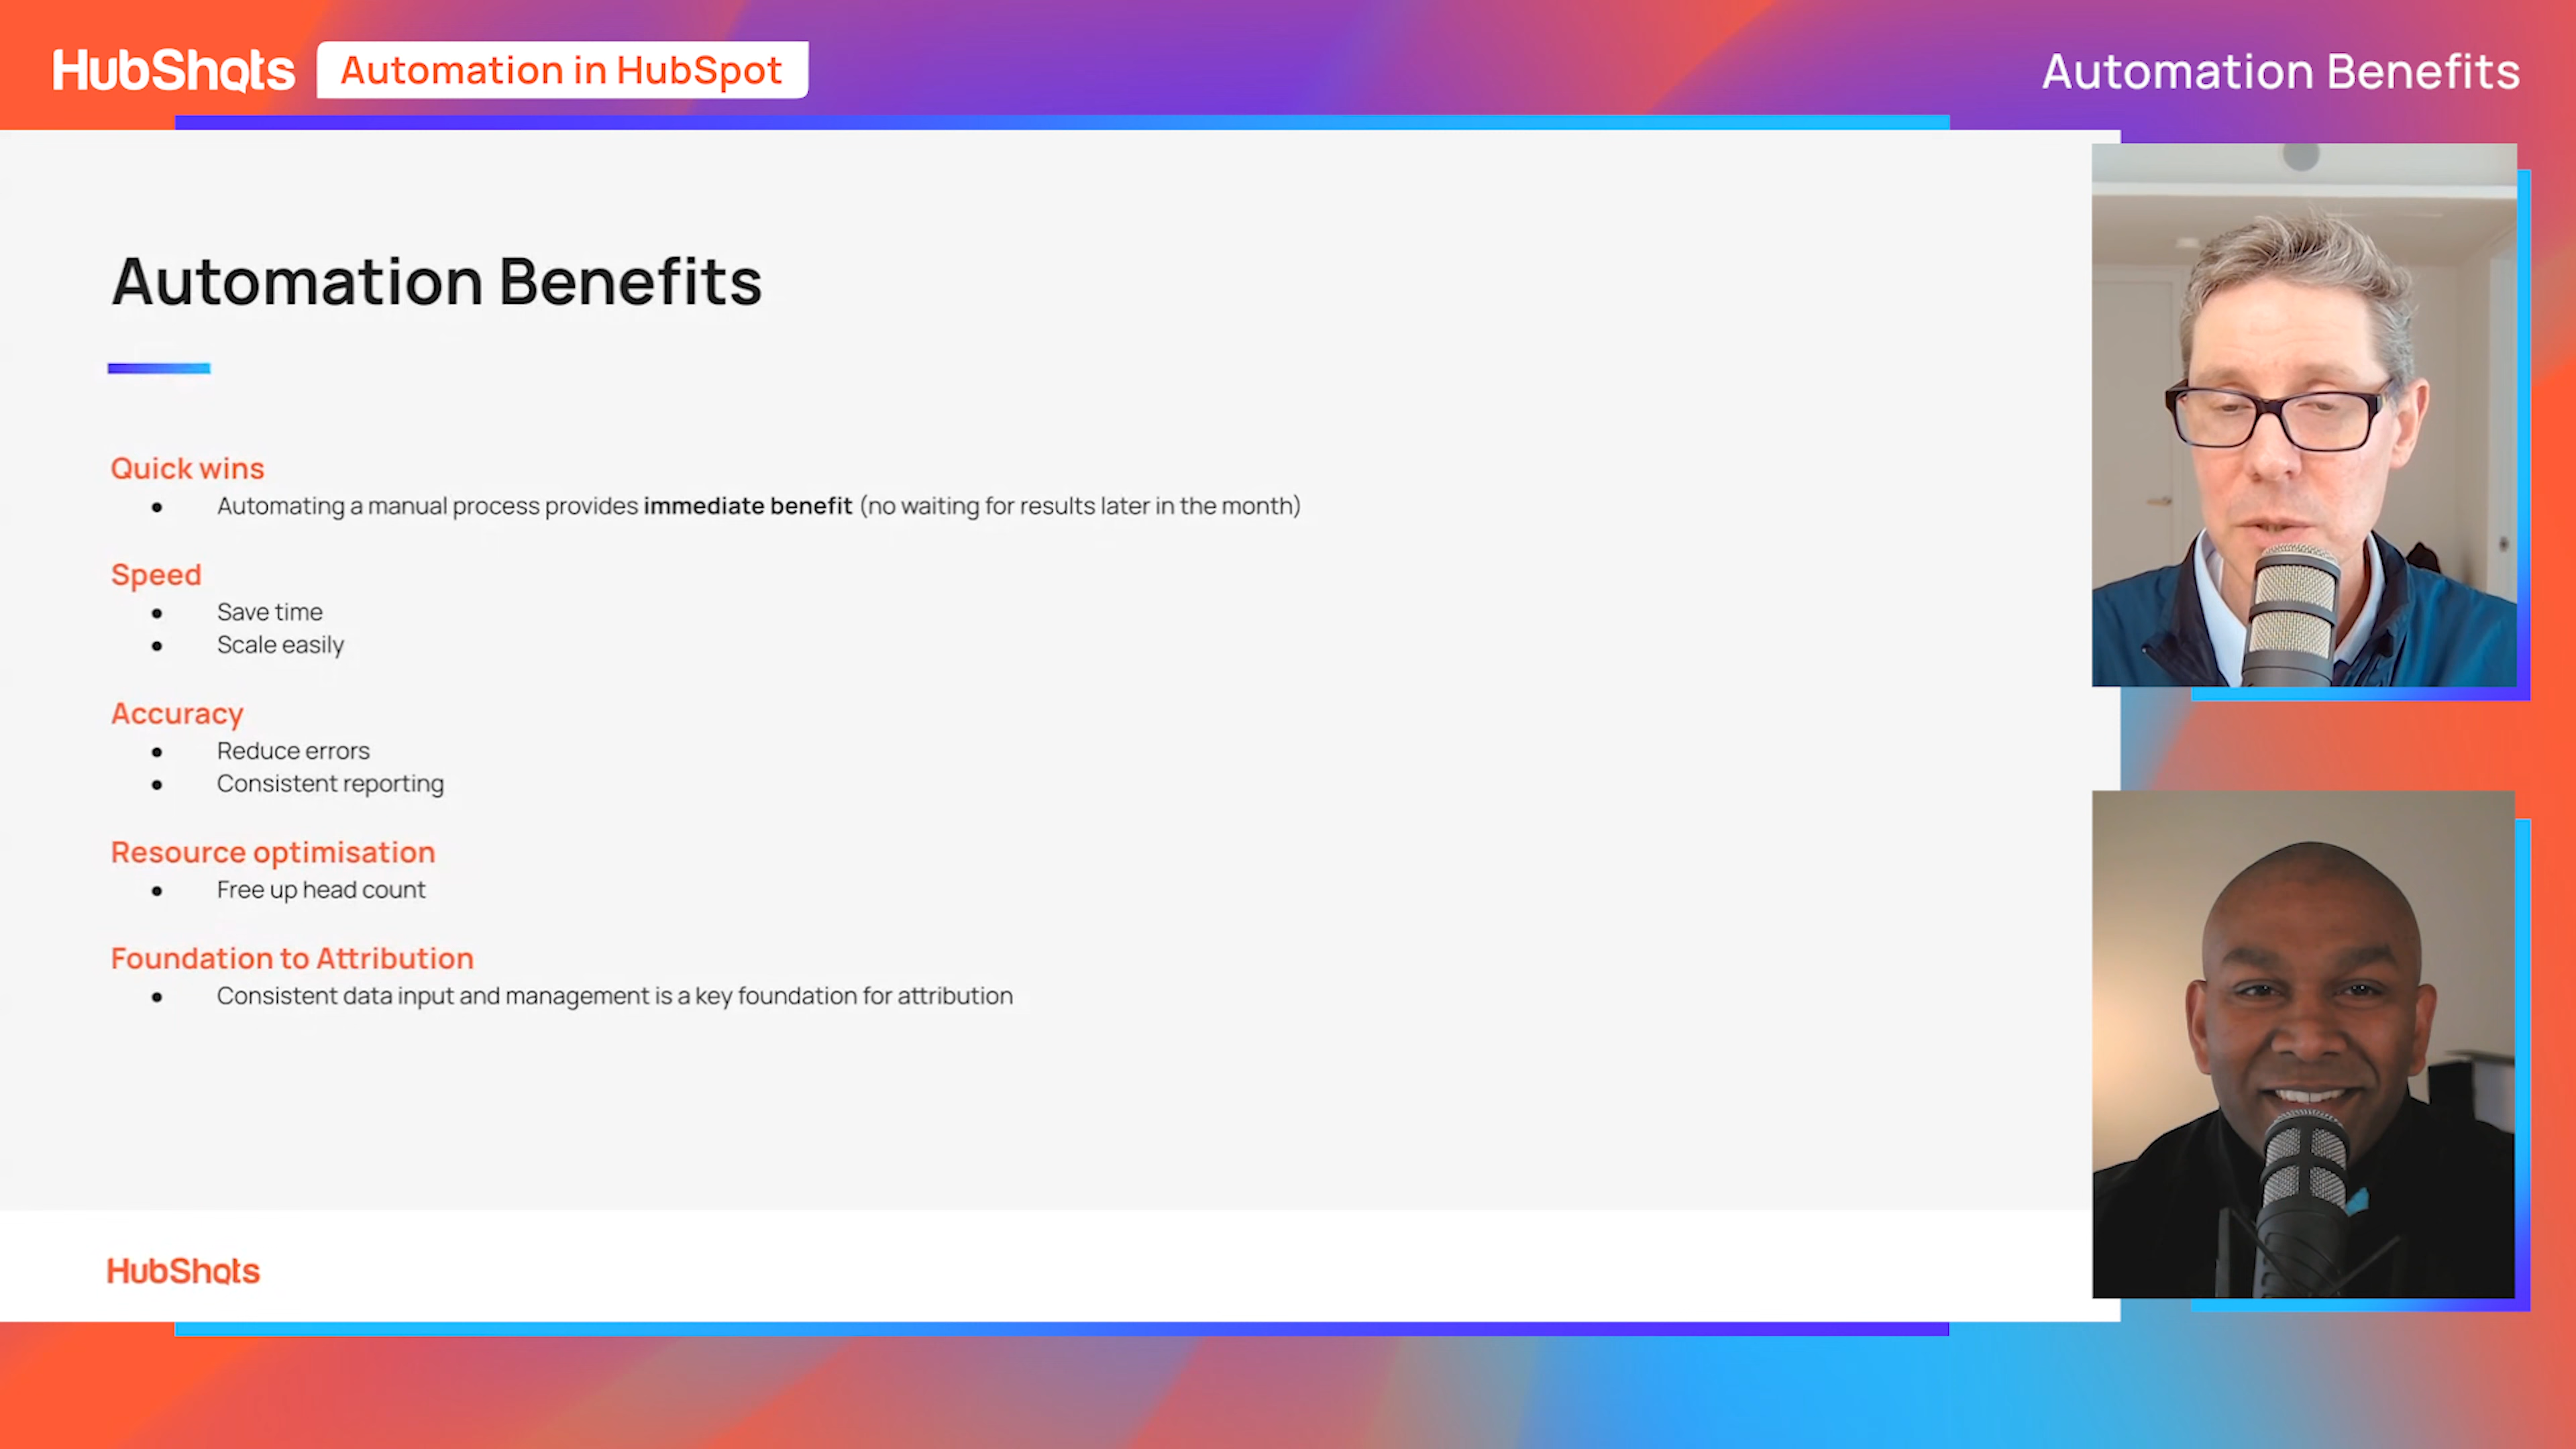 HubShots Automation in HubSpot
Automation Benefits
Automation Benefits
Quick wins
● Automating a manual process provides immediate benefit (no waiting for results later in the month)
Speed
● Save time
● Scale easily
Accuracy
● Reduce errors
● Consistent reporting
Resource optimisation
● Free up head count
Foundation to Attribution
● Consistent data input and management is a key foundation for attribution
HubShots